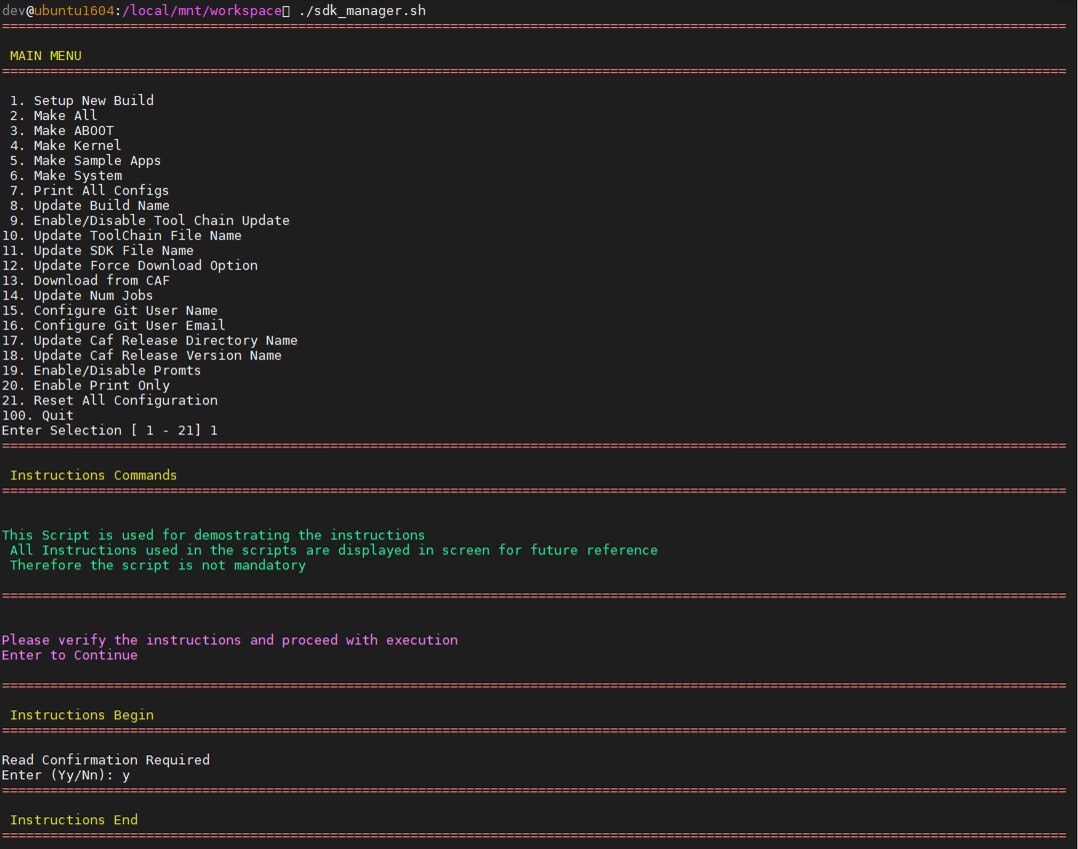 dev@ubuntu1604:/local/mnt/workspace▯ ./sdk_manager.sh
=====================================================================================================================================
MAIN MENU
=====================================================================================================================================
1. Setup New Build
2. Make All
3. Make ABOOT
4. Make Kernel
5. Make Sample Apps
6. Make System
7. Print All Configs
8. Update Build Name
9. Enable/Disable Tool Chain Update
10. Update ToolChain File Name
11. Update SDK File Name
12. Update Force Download Option
13. Download from CAF
14. Update Num Jobs
15. Configure Git User Name
16. Configure Git User Email
17. Update Caf Release Directory Name
18. Update Caf Release Version Name
19. Enable/Disable Promts
20. Enable Print Only
21. Reset All Configuration
100. Quit
Enter Selection [ 1 - 21] 1
=====================================================================================================================================
Instructions Commands
=====================================================================================================================================
This Script is used for demostrating the instructions
All Instructions used in the scripts are displayed in screen for future reference
Therefore the script is not mandatory
=====================================================================================================================================
Please verify the instructions and proceed with execution
Enter to Continue
=====================================================================================================================================
Instructions Begin
=====================================================================================================================================
Read Confirmation Required
Enter (Yy/Nn): y
=====================================================================================================================================
Instructions End
=====================================================================================================================================